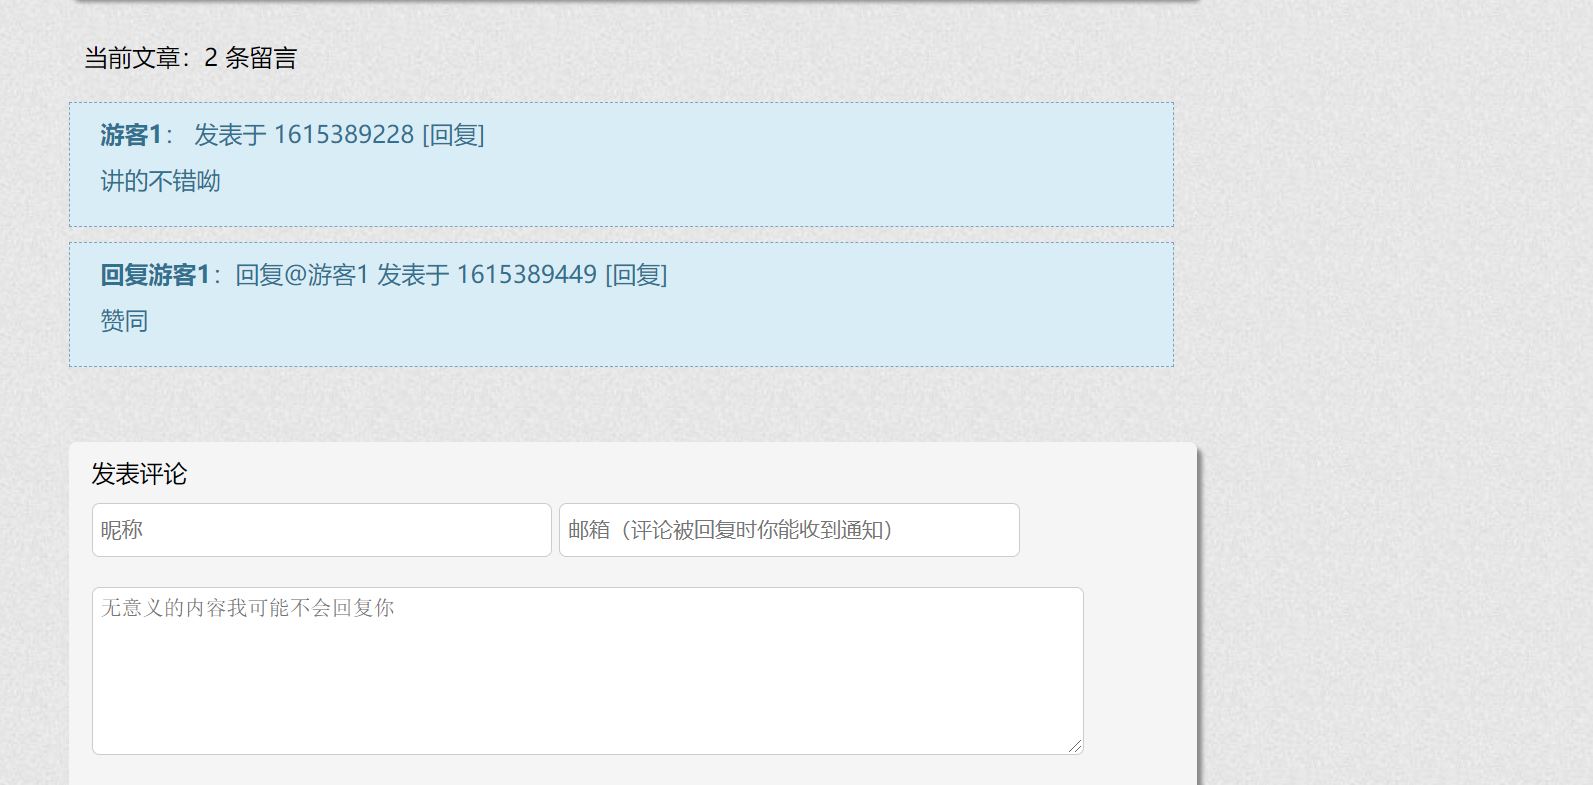 当前文章：2 条留言
游客1： 发表于 1615389228 [回复]
讲的不错呦
回复游客1：回复@游客1 发表于 1615389449 [回复]
赞同
发表评论
昵称 邮箱（评论被回复时你能收到通知）
无意义的内容我可能不会回复你